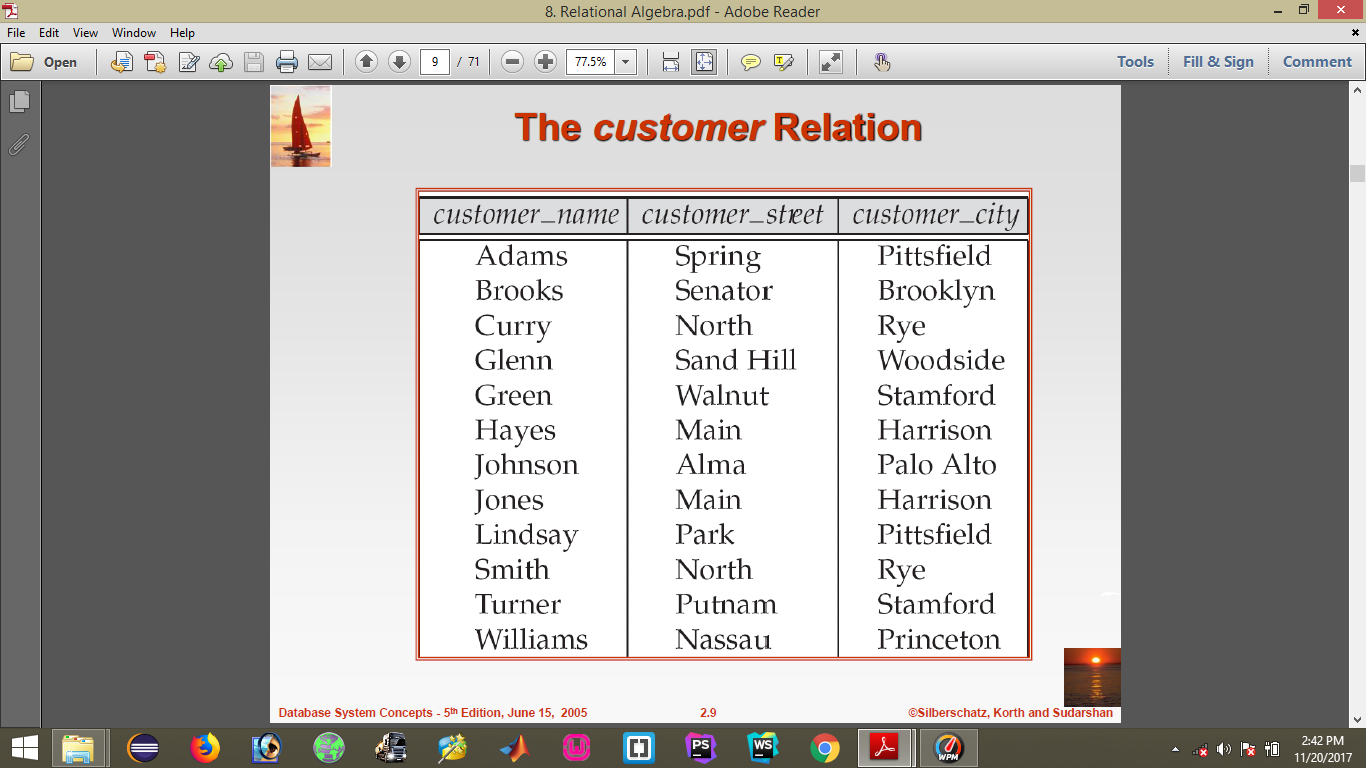 8. Relational Algebra.pdf - Adobe Reader
File Edit View Window Help
Open 9 / 71 77.5% Tools Fill & Sign Comment
The customer Relation
customer_name customer_street customer_city
Adams Spring Pittsfield
Brooks Senator Brooklyn
Curry North Rye
Glenn Sand Hill Woodside
Green Walnut Stamford
Hayes Main Harrison
Johnson Alma Palo Alto
Jones Main Harrison
Lindsay Park Pittsfield
Smith North Rye
Turner Putnam Stamford
Williams Nassau Princeton
Database System Concepts - 5th Edition, June 15, 2005 2.9 ©Silberschatz, Korth and Sudarshan
PS WS WPM 2:42 PM
11/20/2017